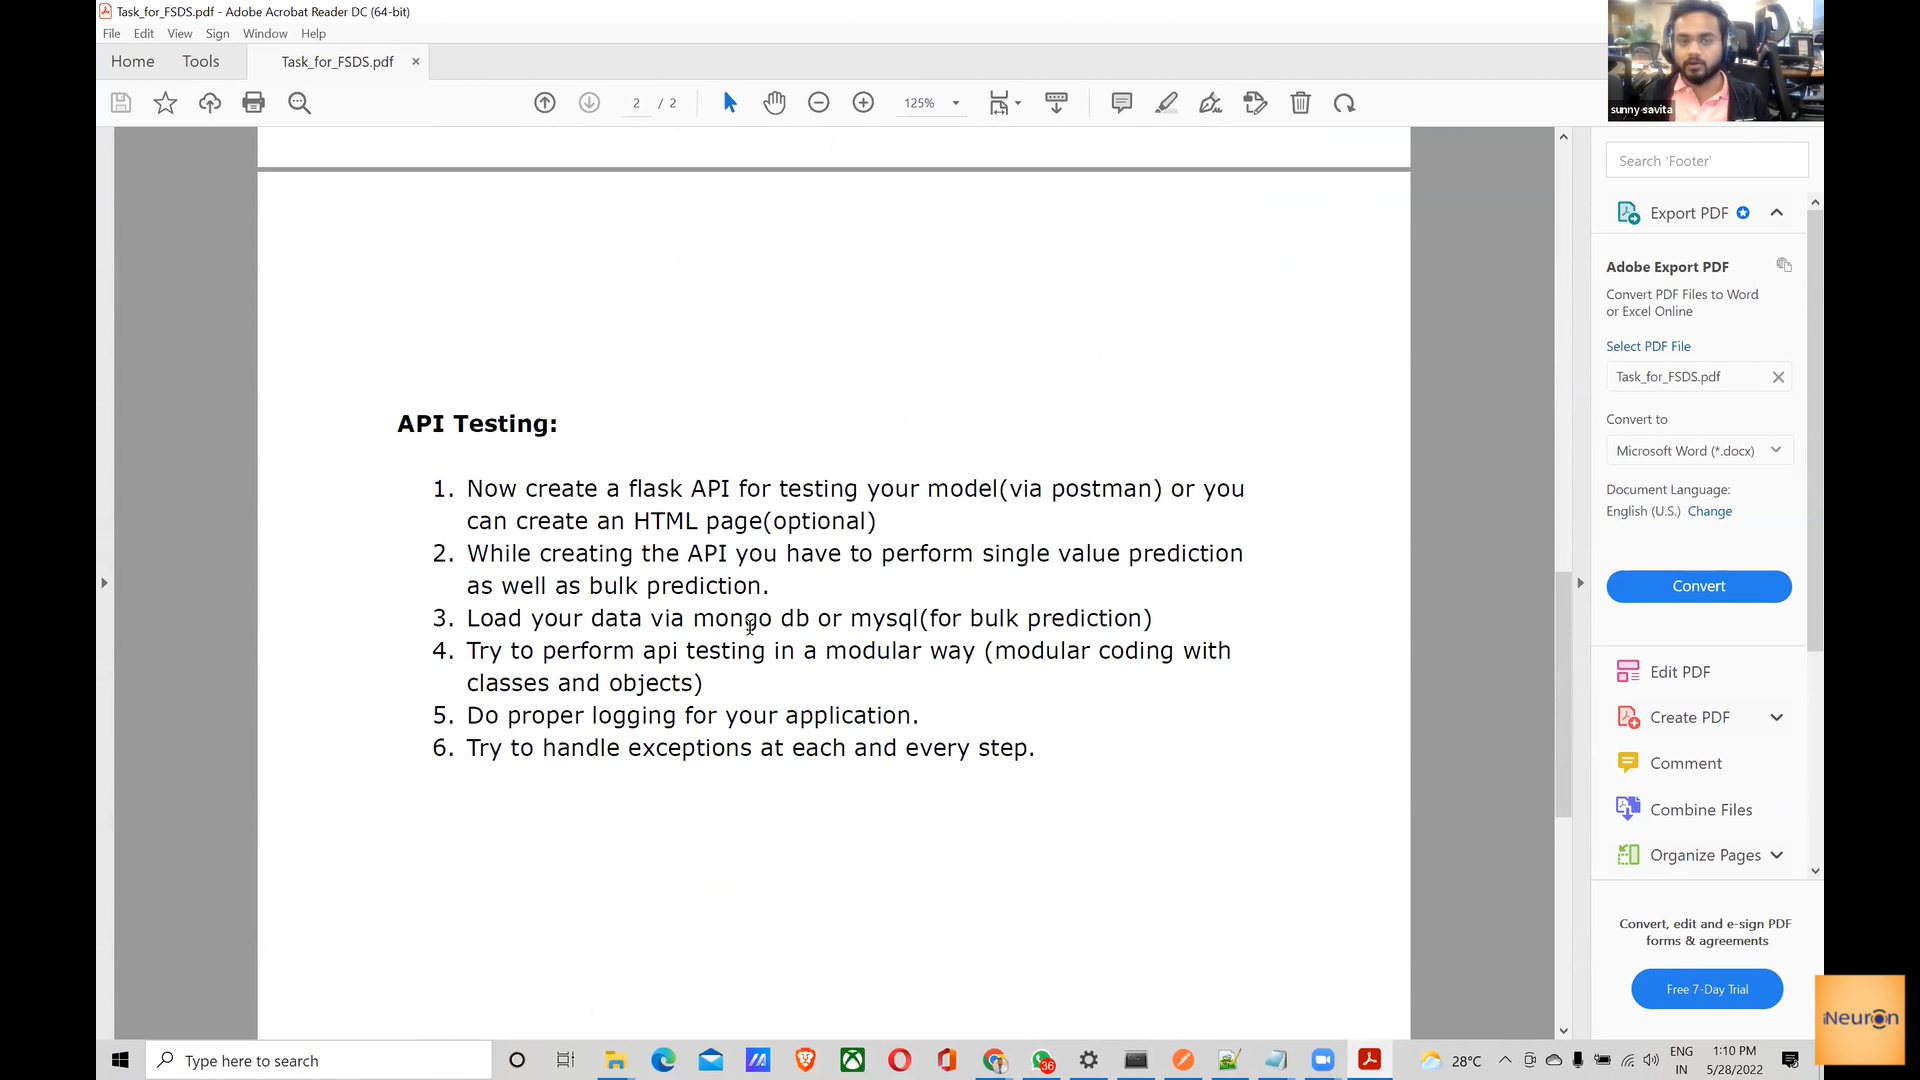 Task_for_FSDS.pdf - Adobe Acrobat Reader DC (64-bit)
File Edit View Sign Window Help
Home Tools Task_for_FSDS.pdf ×
2 / 2 125%
sunny savita
Search 'Footer'
Export PDF
Adobe Export PDF
Convert PDF Files to Word
or Excel Online
Select PDF File
Task_for_FSDS.pdf
Convert to
Microsoft Word (*.docx)
Document Language:
English (U.S.) Change
Convert
Edit PDF
Create PDF
Comment
Combine Files
Organize Pages
Convert, edit and e-sign PDF
forms & agreements
Free 7-Day Trial
API Testing:
1. Now create a flask API for testing your model(via postman) or you
can create an HTML page(optional)
2. While creating the API you have to perform single value prediction
as well as bulk prediction.
3. Load your data via mongo db or mysql(for bulk prediction)
4. Try to perform api testing in a modular way (modular coding with
classes and objects)
5. Do proper logging for your application.
6. Try to handle exceptions at each and every step.
iNeuron
Type here to search
36
28°C
ENG
IN
1:10 PM
5/28/2022